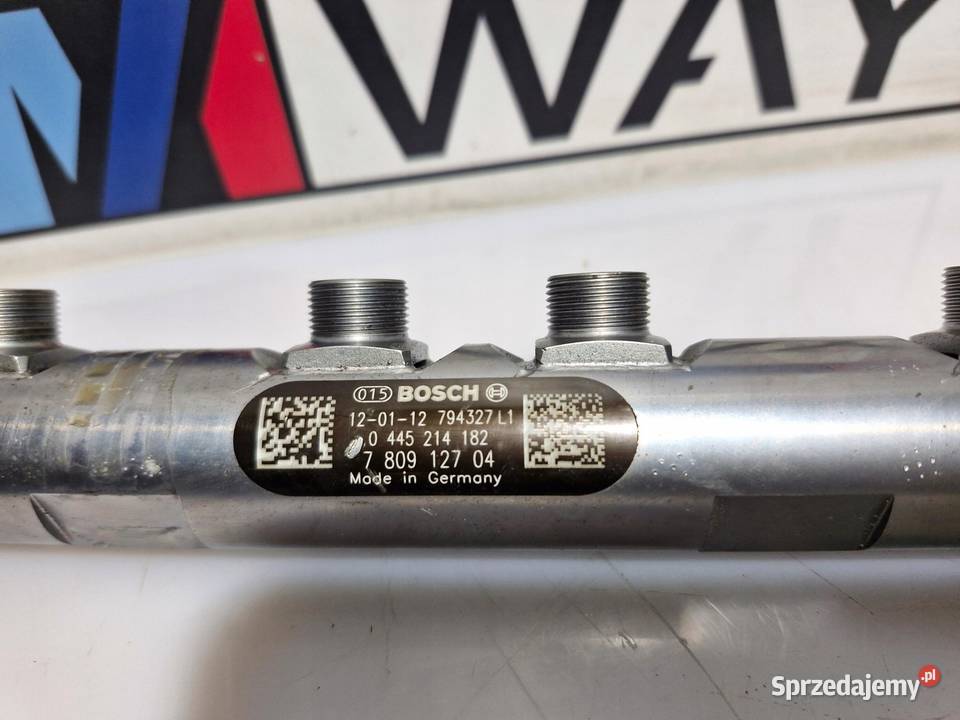 WAY
015 BOSCH
12-01-12 794327 L1
0 445 214 182
7 809 127 04
Made in Germany
Sprzedajemy.pl